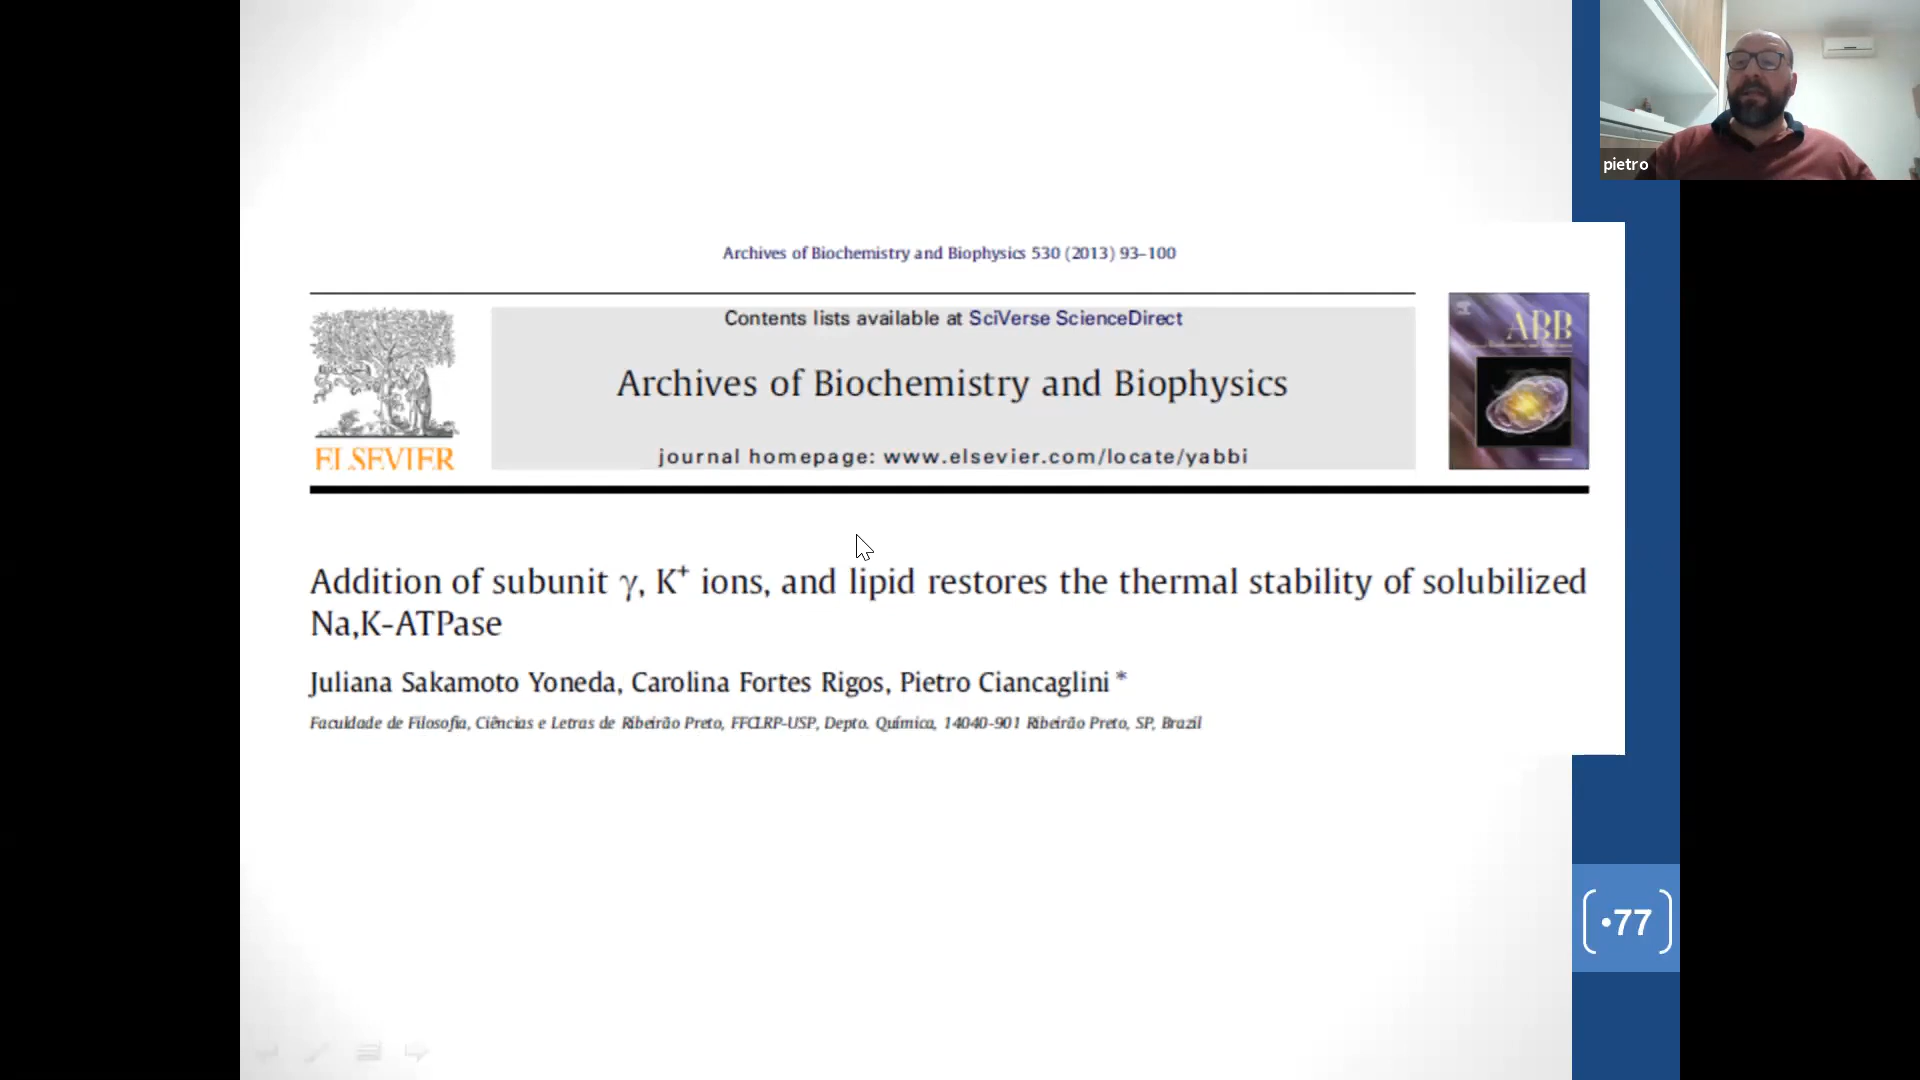 pietro
Archives of Biochemistry and Biophysics 530 (2013) 93–100
Contents lists available at SciVerse ScienceDirect
Archives of Biochemistry and Biophysics
journal homepage: www.elsevier.com/locate/yabbi
ELSEVIER
ABB
Addition of subunit γ, K⁺ ions, and lipid restores the thermal stability of solubilized
Na,K-ATPase
Juliana Sakamoto Yoneda, Carolina Fortes Rigos, Pietro Ciancaglini *
Faculdade de Filosofia, Ciências e Letras de Ribeirão Preto, FFCLRP-USP, Depto. Química, 14040-901 Ribeirão Preto, SP, Brazil
•77